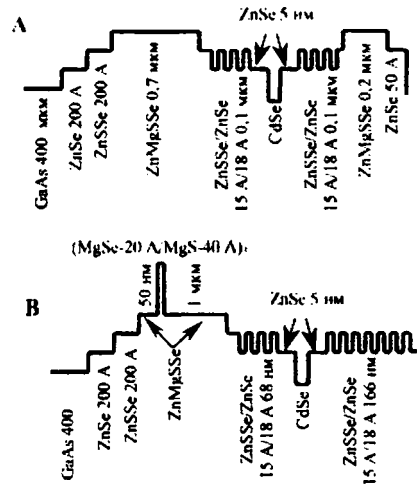 A
ZnSe 5 нм
GaAs 400 мкм
ZnSe 200 А
ZnSSe 200 А
ZnMgSSe 0,7 мкм
ZnSSe/ZnSe
15 А/18 А 0,1 мкм
CdSe
ZnSSe/ZnSe
15 А/18 А 0,1 мкм
ZnMgSSe 0,2 мкм
ZnSe 50 А
B
(MgSe-20 А/MgS-40 А)
50 нм
1 мкм
ZnSe 5 нм
GaAs 400
ZnSe 200 А
ZnSSe 200 А
ZnMgSSe
ZnSSe/ZnSe
15 А/18 А 68 нм
CdSe
ZnSSe/ZnSe
15 А/18 А 166 нм